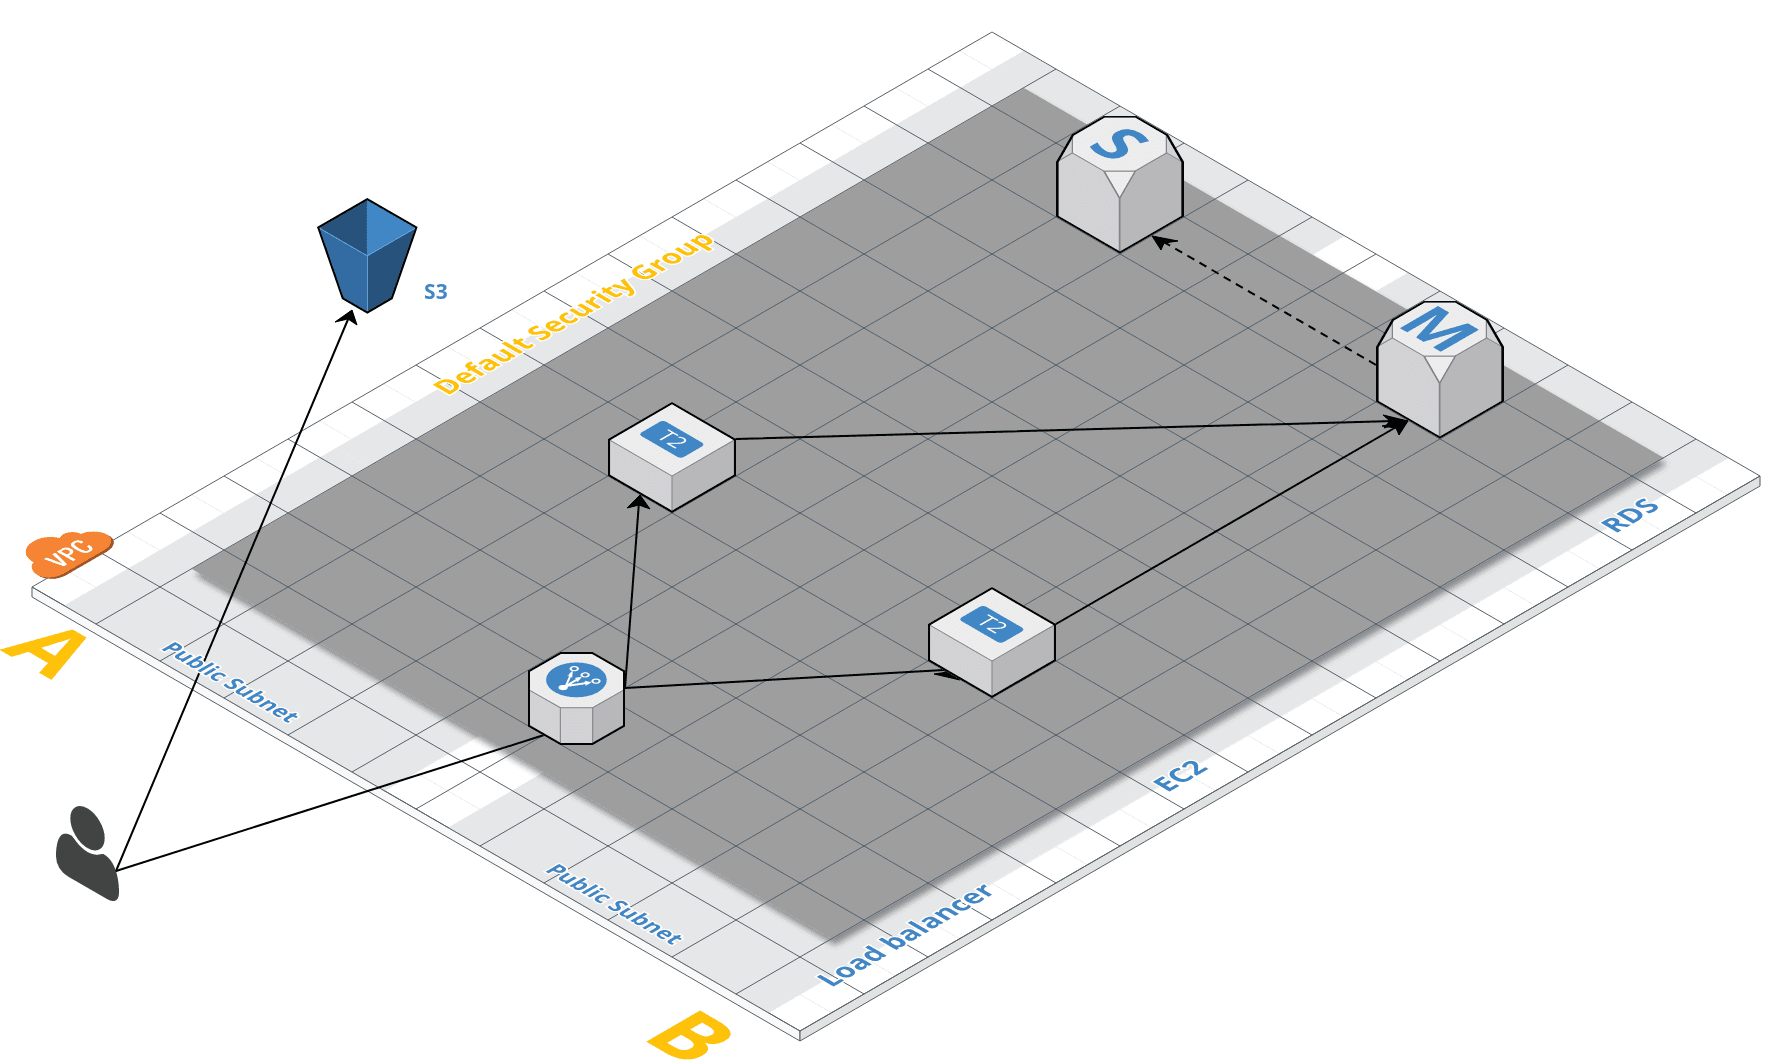 S
S3
Default Security Group
M
T2
RDS
VPC
A
T2
Public Subnet
EC2
Public Subnet
Load balancer
B